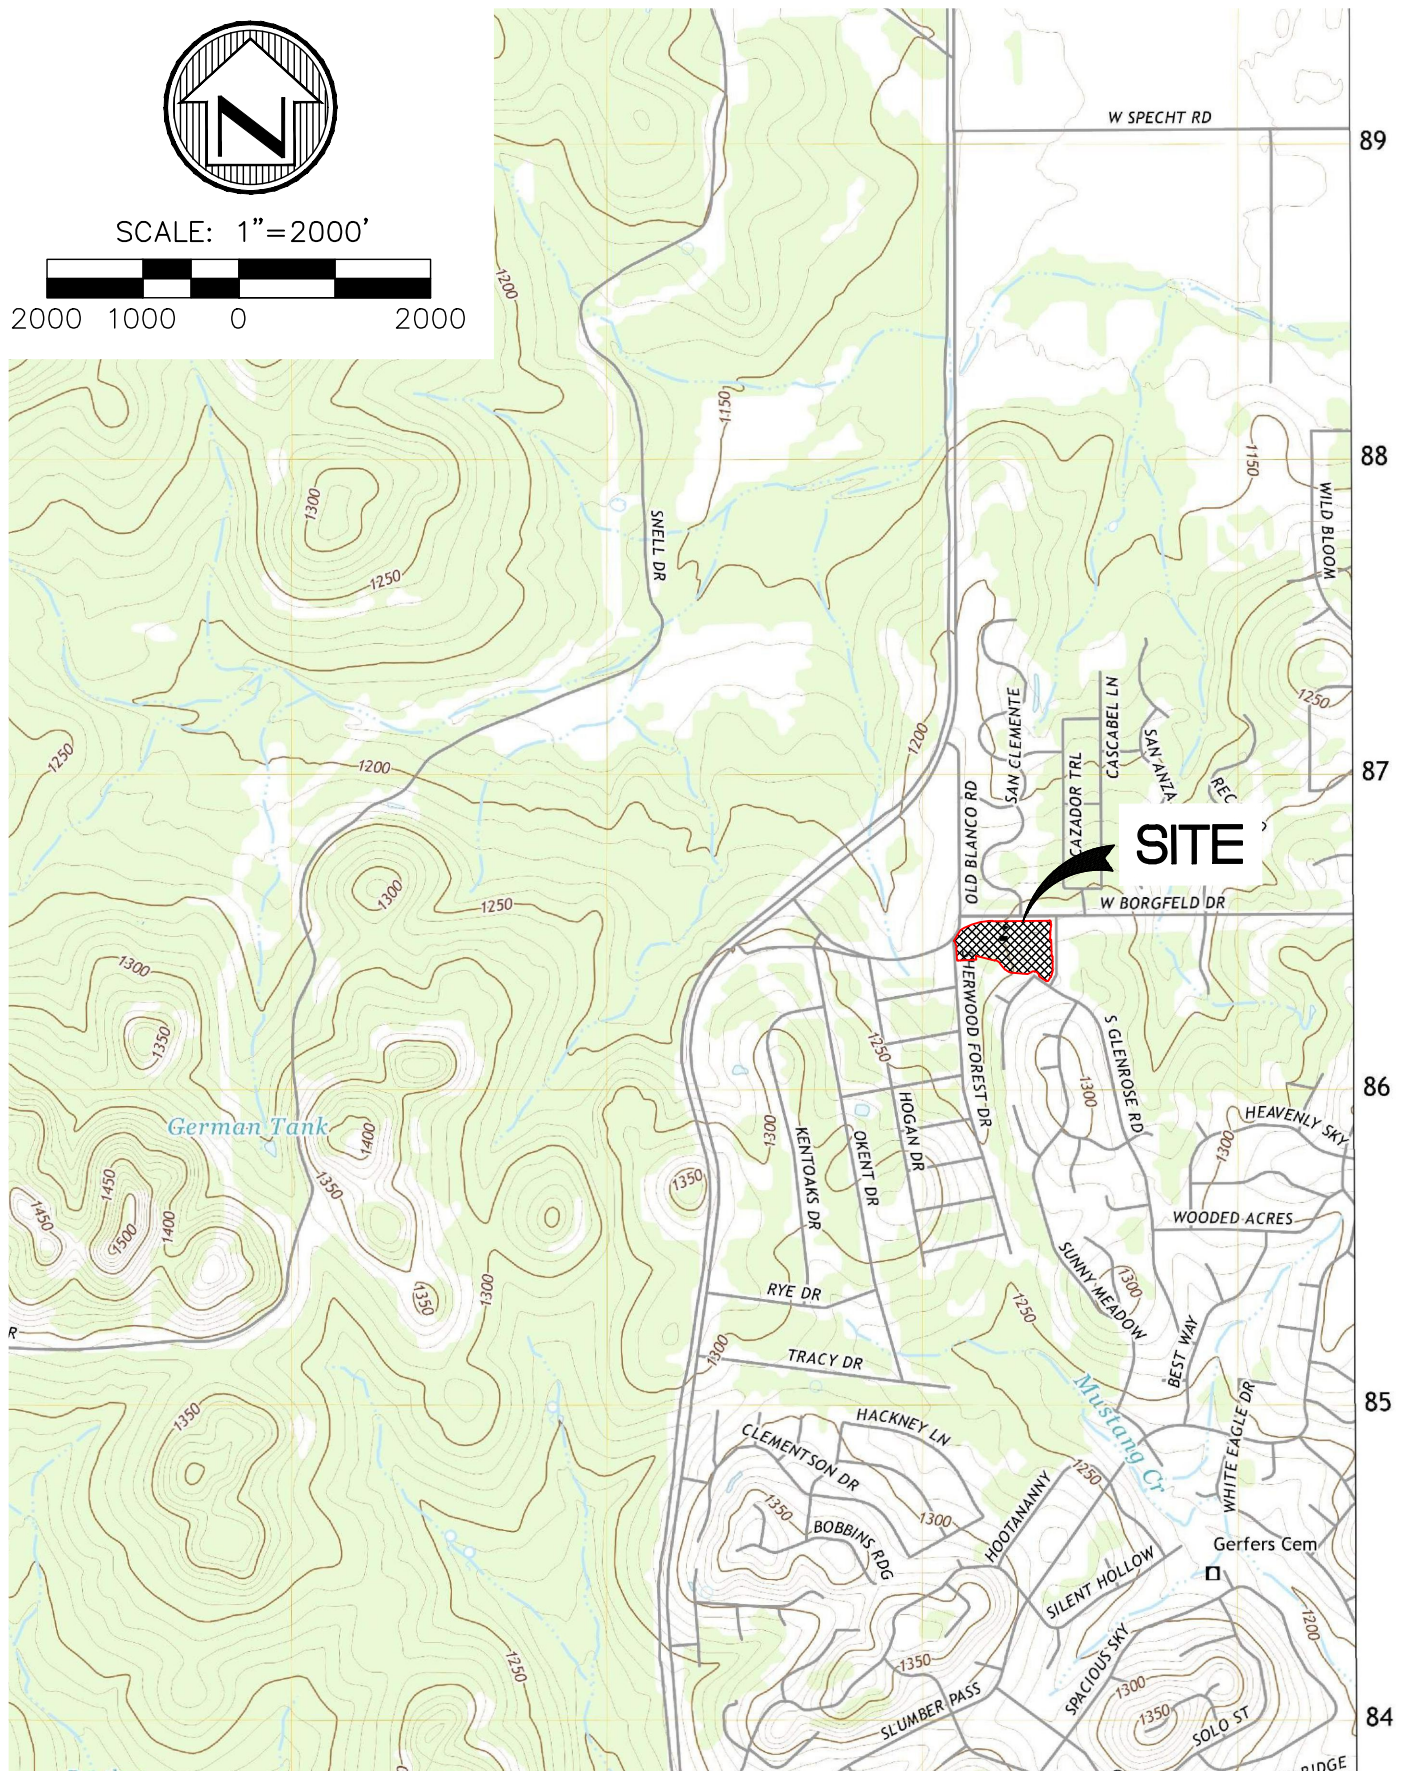 N
SCALE: 1"=2000'
2000 1000 0 2000
W SPECHT RD
89
1200
1150
88
1150
1300
WILD BLOOM
SNELL DR
1250
1250
CASCABEL LN
SAN CLEMENTE
SAN ANZA
1200
1250
1200
87
REC
OLD BLANCO RD
CAZADOR TRL
SITE
1300
1250
W BORGFELD DR
1300
HERWOOD FOREST DR
1350
1250
S GLENROSE RD
86
1300
German Tank
HOGAN DR
HEAVENLY SKY
1300
1400
KENTOAKS DR
OKENT DR
1300
1350
1350
1450
1450
1400
1500
WOODED ACRES
SUNNY MEADOW
1300
1350
1300
RYE DR
1250
R
1300
TRACY DR
BEST WAY
Mustang Cr
WHITE EAGLE DR
85
1350
HACKNEY LN
CLEMENTSON DR
1250
1350
1300
HOOTANANNY
BOBBINS RDG
Gerfers Cem
SILENT HOLLOW
1200
1250
1350
SPACIOUS SKY
1300
SLUMBER PASS
1350
SOLO ST
84
RIDGE